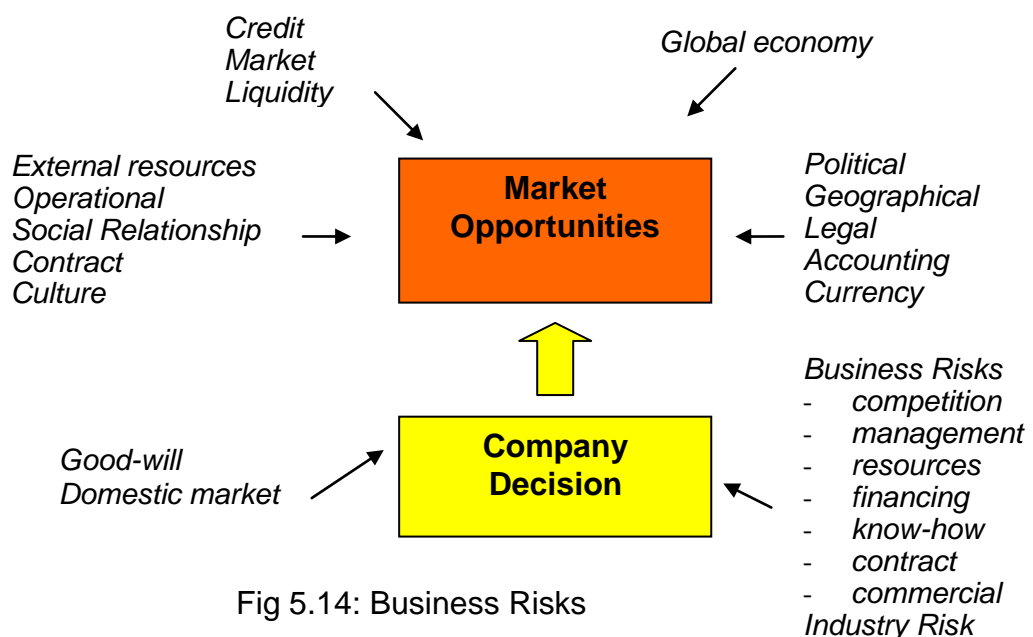 Credit
Market
Liquidity
Global economy
External resources
Operational
Social Relationship
Contract
Culture
Market
Opportunities
Political
Geographical
Legal
Accounting
Currency
Good-will
Domestic market
Company
Decision
Business Risks
- competition
- management
- resources
- financing
- know-how
- contract
- commercial
Industry Risk
Fig 5.14: Business Risks